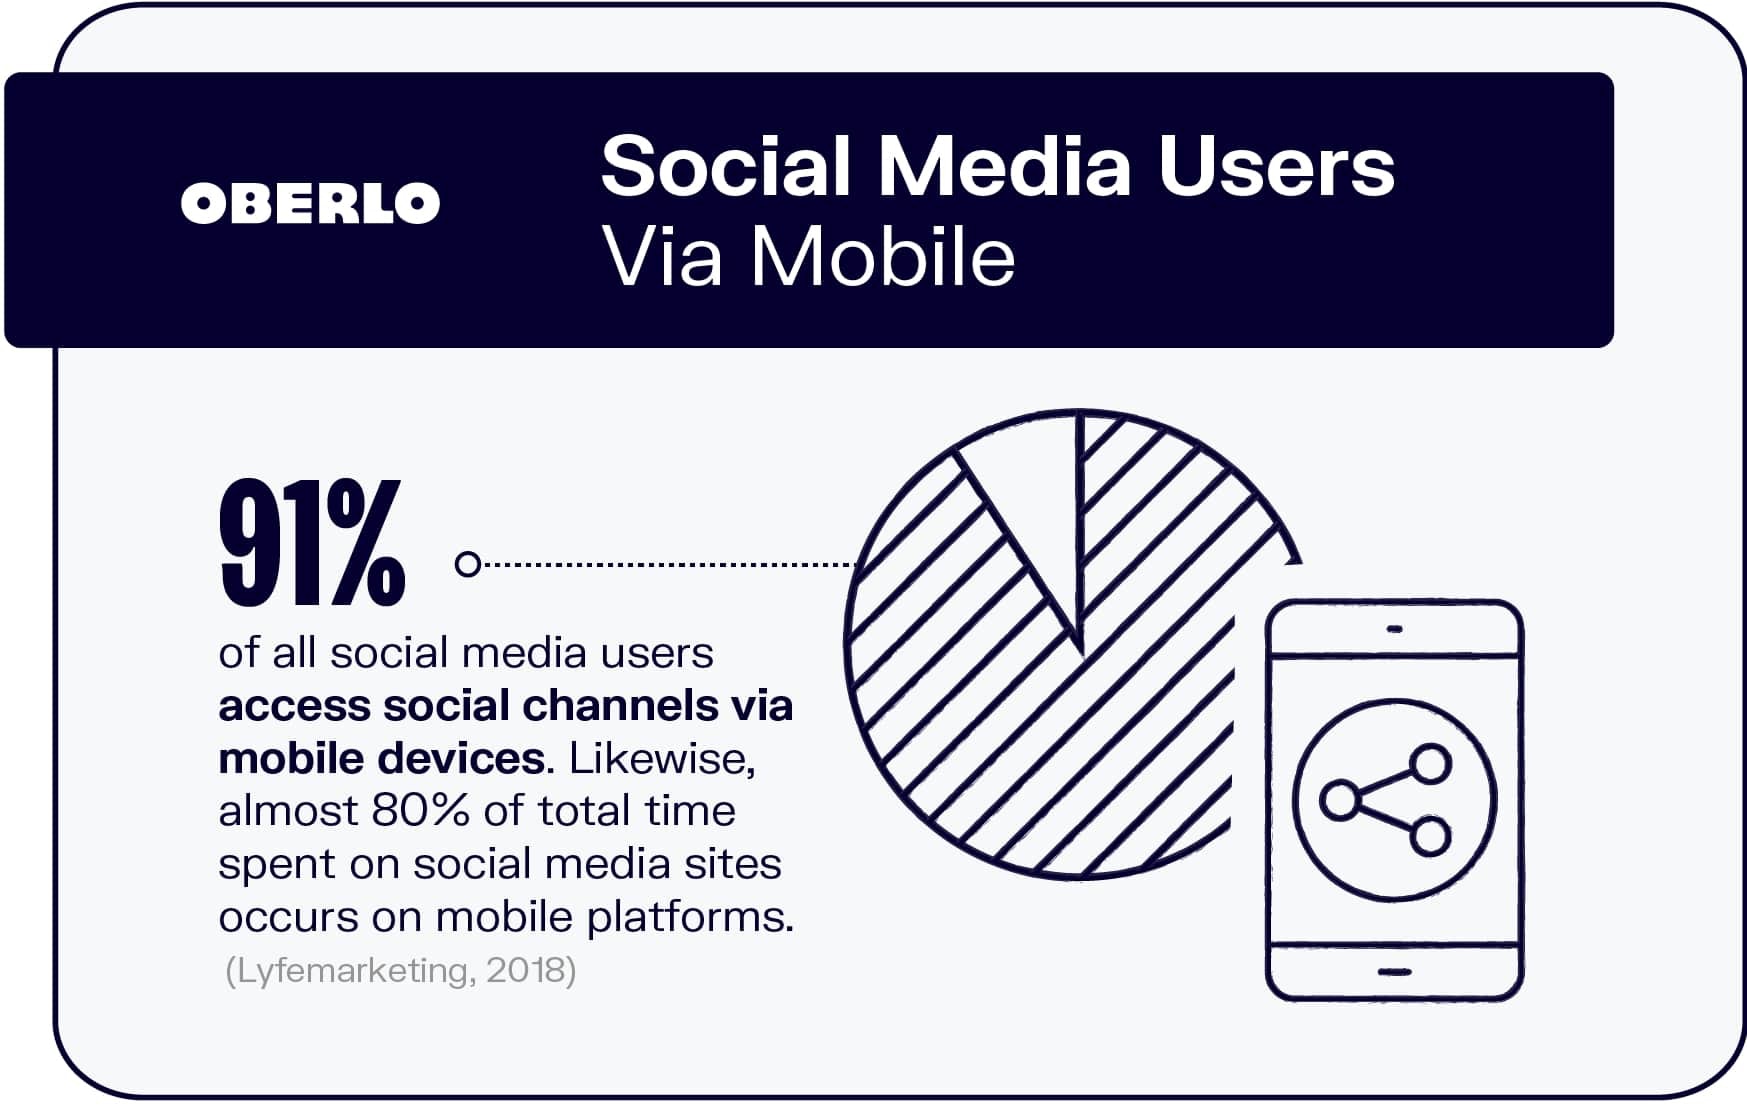 OBERLO
Social Media Users
Via Mobile
91%
of all social media users
access social channels via
mobile devices. Likewise,
almost 80% of total time
spent on social media sites
occurs on mobile platforms.
(Lyfemarketing, 2018)